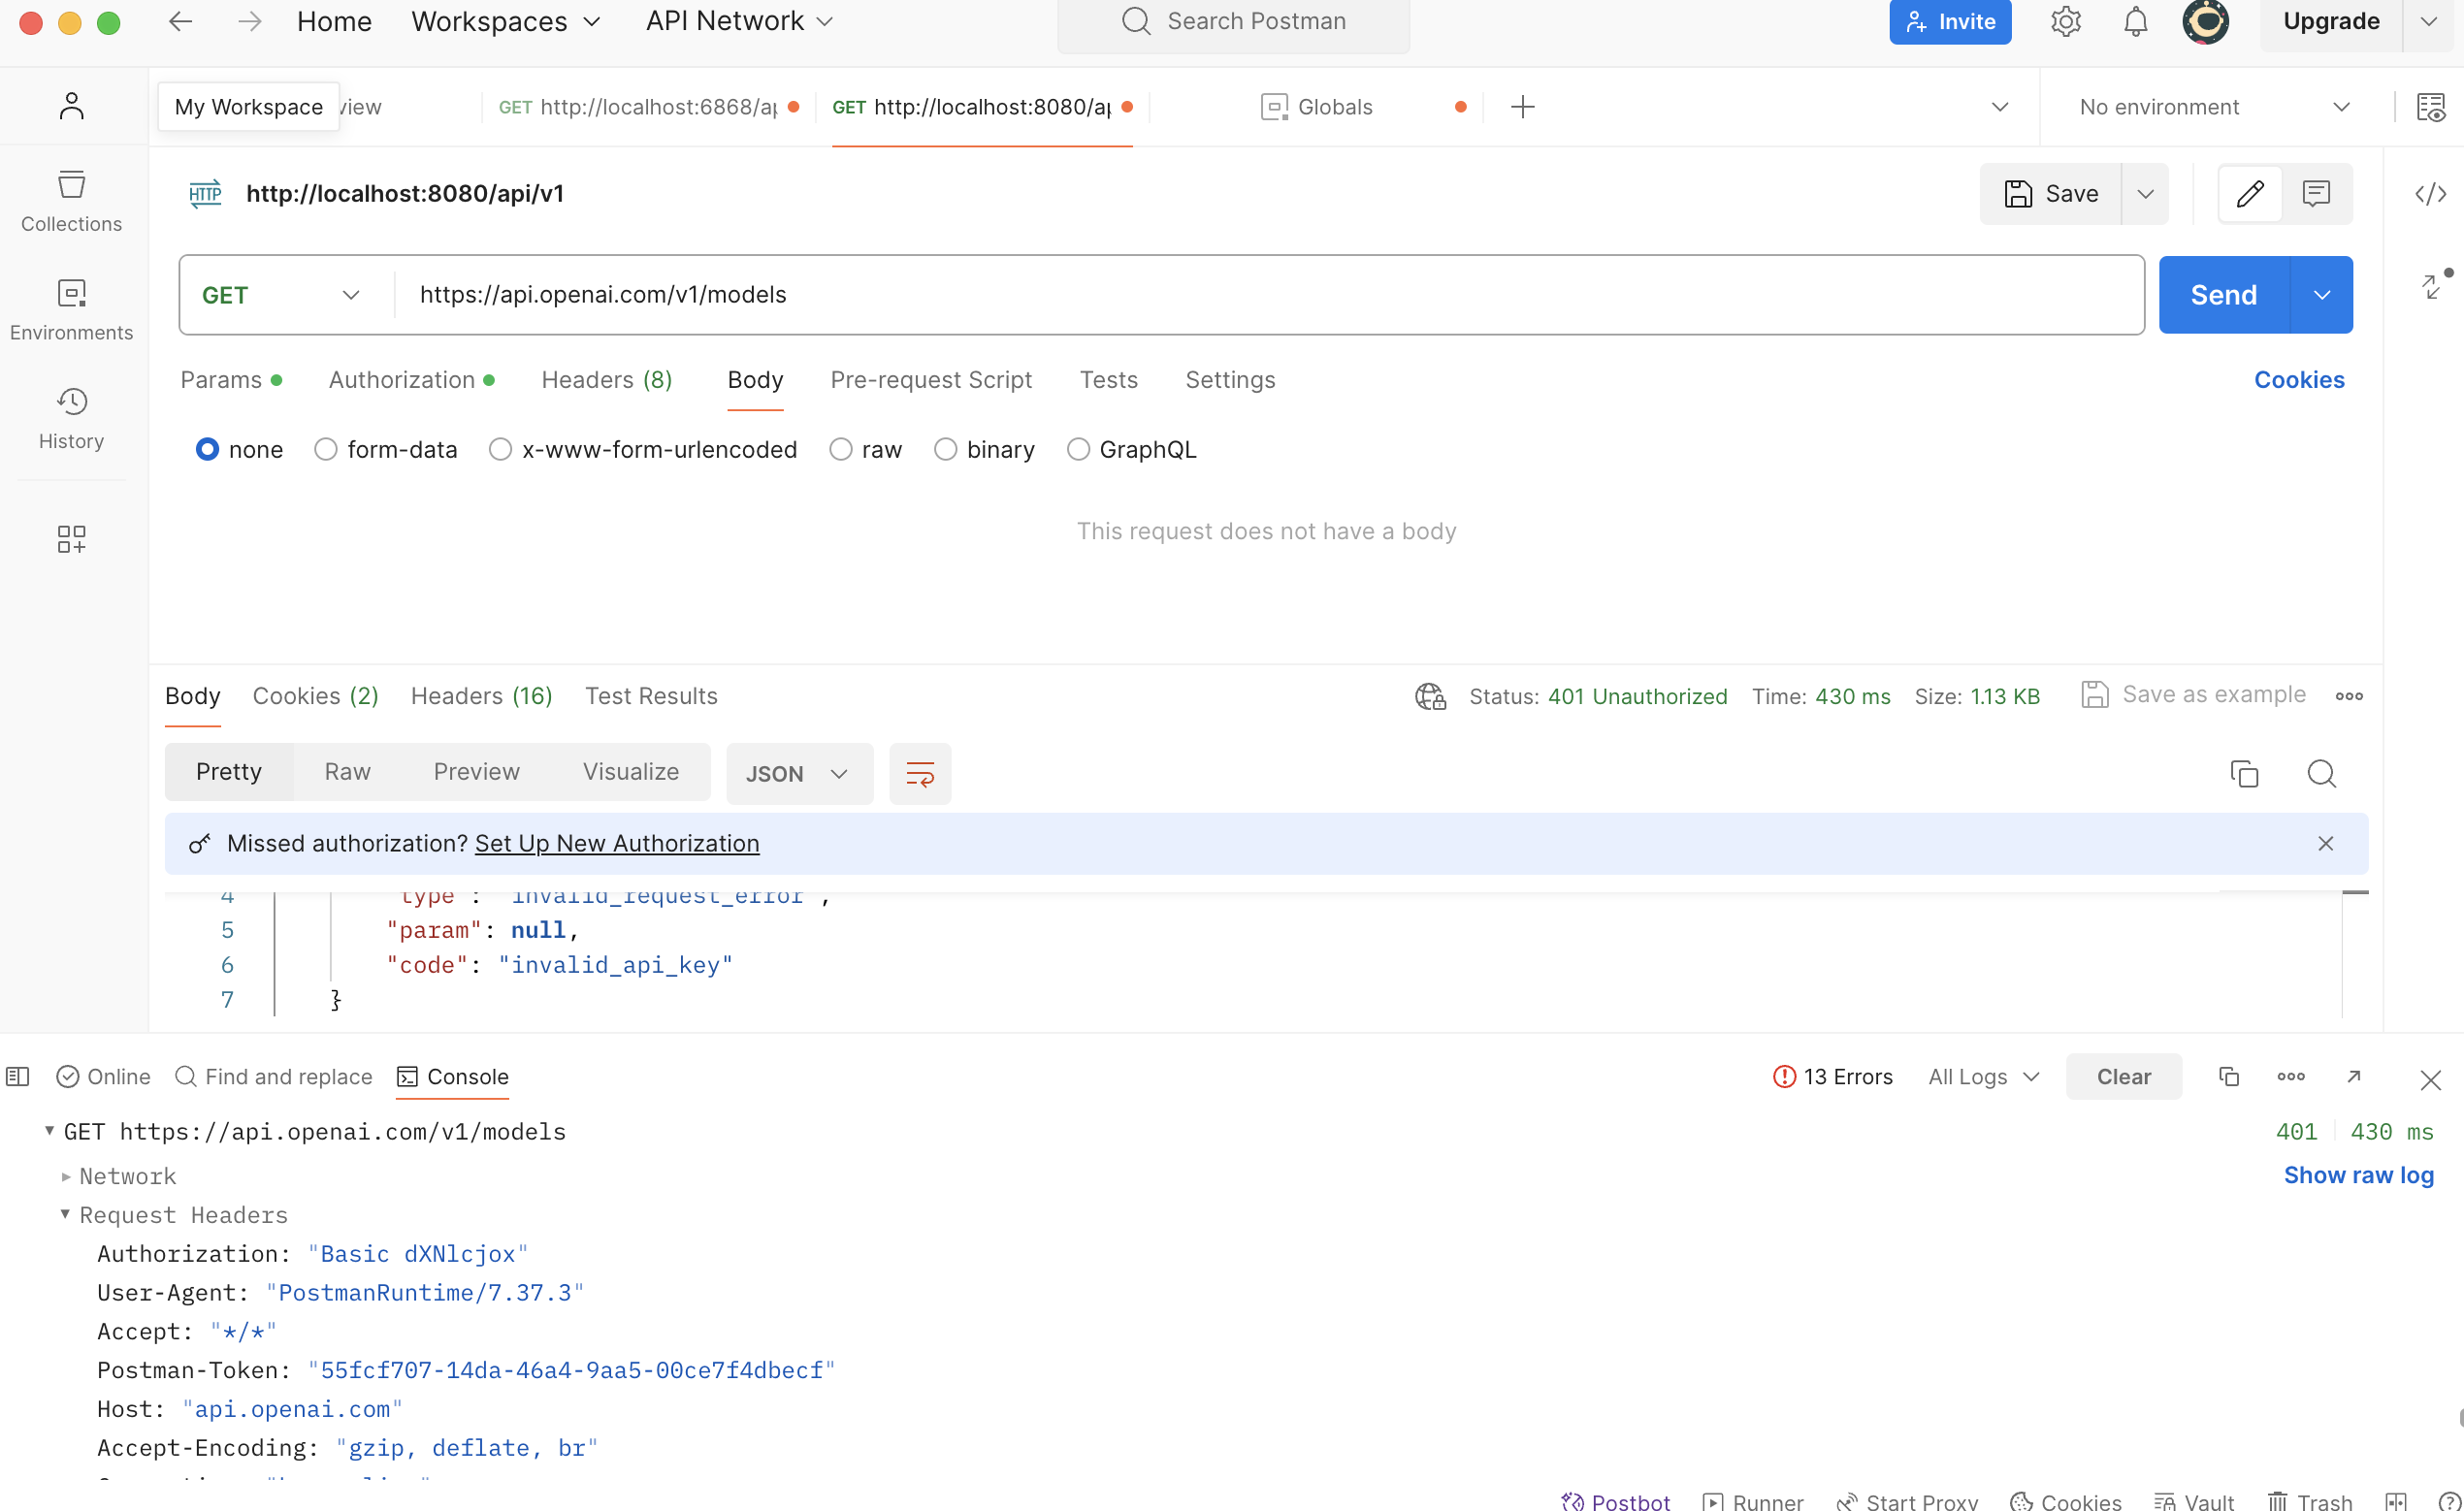 Home Workspaces API Network Search Postman Invite Upgrade
My Workspace view GET http://localhost:6868/a GET http://localhost:8080/a Globals No environment
HTTP http://localhost:8080/api/v1 Save
Collections
GET https://api.openai.com/v1/models Send
Environments
Params Authorization Headers (8) Body Pre-request Script Tests Settings Cookies
History
none form-data x-www-form-urlencoded raw binary GraphQL
This request does not have a body
Body Cookies (2) Headers (16) Test Results Status: 401 Unauthorized Time: 430 ms Size: 1.13 KB Save as example
Pretty Raw Preview Visualize JSON
Missed authorization? Set Up New Authorization
4 "type": "invalid_request_error",
5 "param": null,
6 "code": "invalid_api_key"
7 }
Online Find and replace Console 13 Errors All Logs Clear
GET https://api.openai.com/v1/models 401 430 ms
Network Show raw log
Request Headers
Authorization: "Basic dXNlcjox"
User-Agent: "PostmanRuntime/7.37.3"
Accept: "*/*"
Postman-Token: "55fcf707-14da-46a4-9aa5-00ce7f4dbecf"
Host: "api.openai.com"
Accept-Encoding: "gzip, deflate, br"
Postbot Runner Start Proxy Cookies Vault Trash